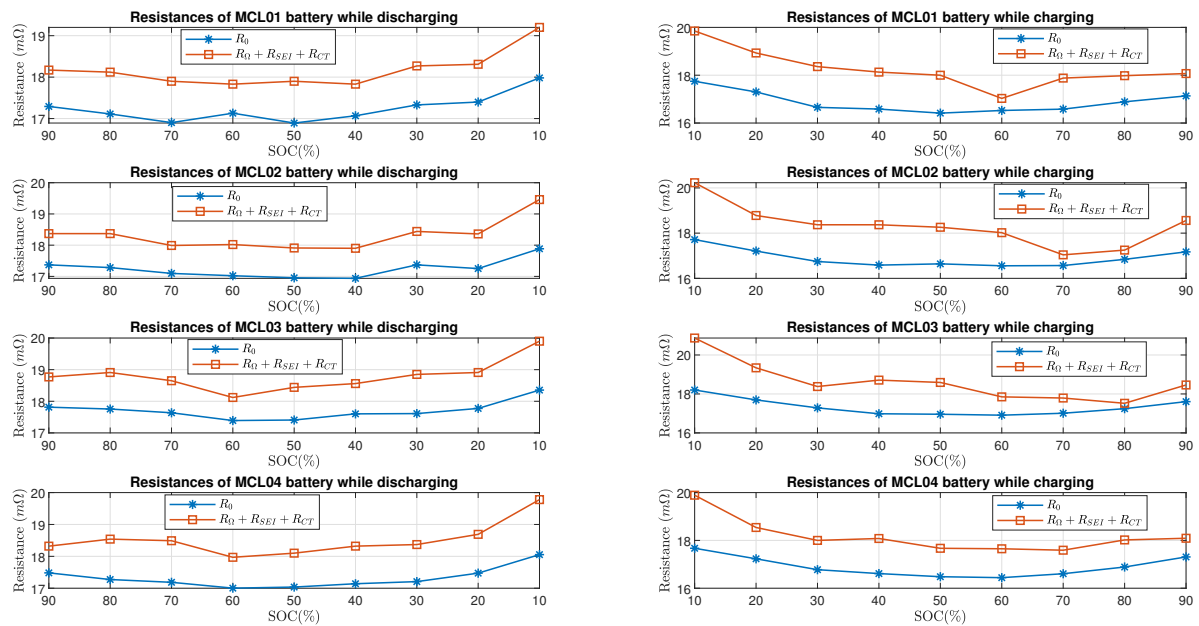 Resistances of MCL01 battery while discharging
Resistance (mΩ)
19
18
17
R0
RΩ + RSEI + RCT
90 80 70 60 50 40 30 20 10
SOC(%)
Resistances of MCL01 battery while charging
Resistance (mΩ)
20
18
16
R0
RΩ + RSEI + RCT
10 20 30 40 50 60 70 80 90
SOC(%)
Resistances of MCL02 battery while discharging
Resistance (mΩ)
20
19
18
17
R0
RΩ + RSEI + RCT
90 80 70 60 50 40 30 20 10
SOC(%)
Resistances of MCL02 battery while charging
Resistance (mΩ)
20
18
16
R0
RΩ + RSEI + RCT
10 20 30 40 50 60 70 80 90
SOC(%)
Resistances of MCL03 battery while discharging
Resistance (mΩ)
20
19
18
17
R0
RΩ + RSEI + RCT
90 80 70 60 50 40 30 20 10
SOC(%)
Resistances of MCL03 battery while charging
Resistance (mΩ)
20
18
16
R0
RΩ + RSEI + RCT
10 20 30 40 50 60 70 80 90
SOC(%)
Resistances of MCL04 battery while discharging
Resistance (mΩ)
20
19
18
17
R0
RΩ + RSEI + RCT
90 80 70 60 50 40 30 20 10
SOC(%)
Resistances of MCL04 battery while charging
Resistance (mΩ)
20
18
16
R0
RΩ + RSEI + RCT
10 20 30 40 50 60 70 80 90
SOC(%)